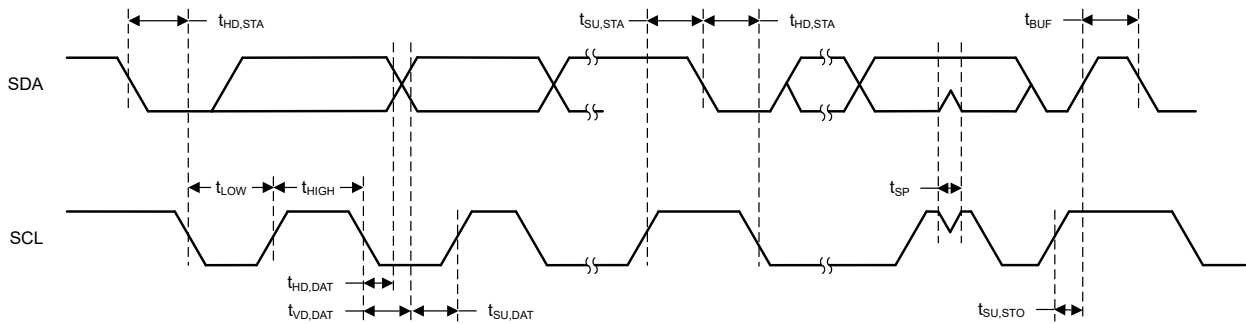 tHD,STA
tSU,STA
tHD,STA
tBUF
SDA
tLOW
tHIGH
tSP
SCL
tHD,DAT
tVD,DAT
tSU,DAT
tSU,STO